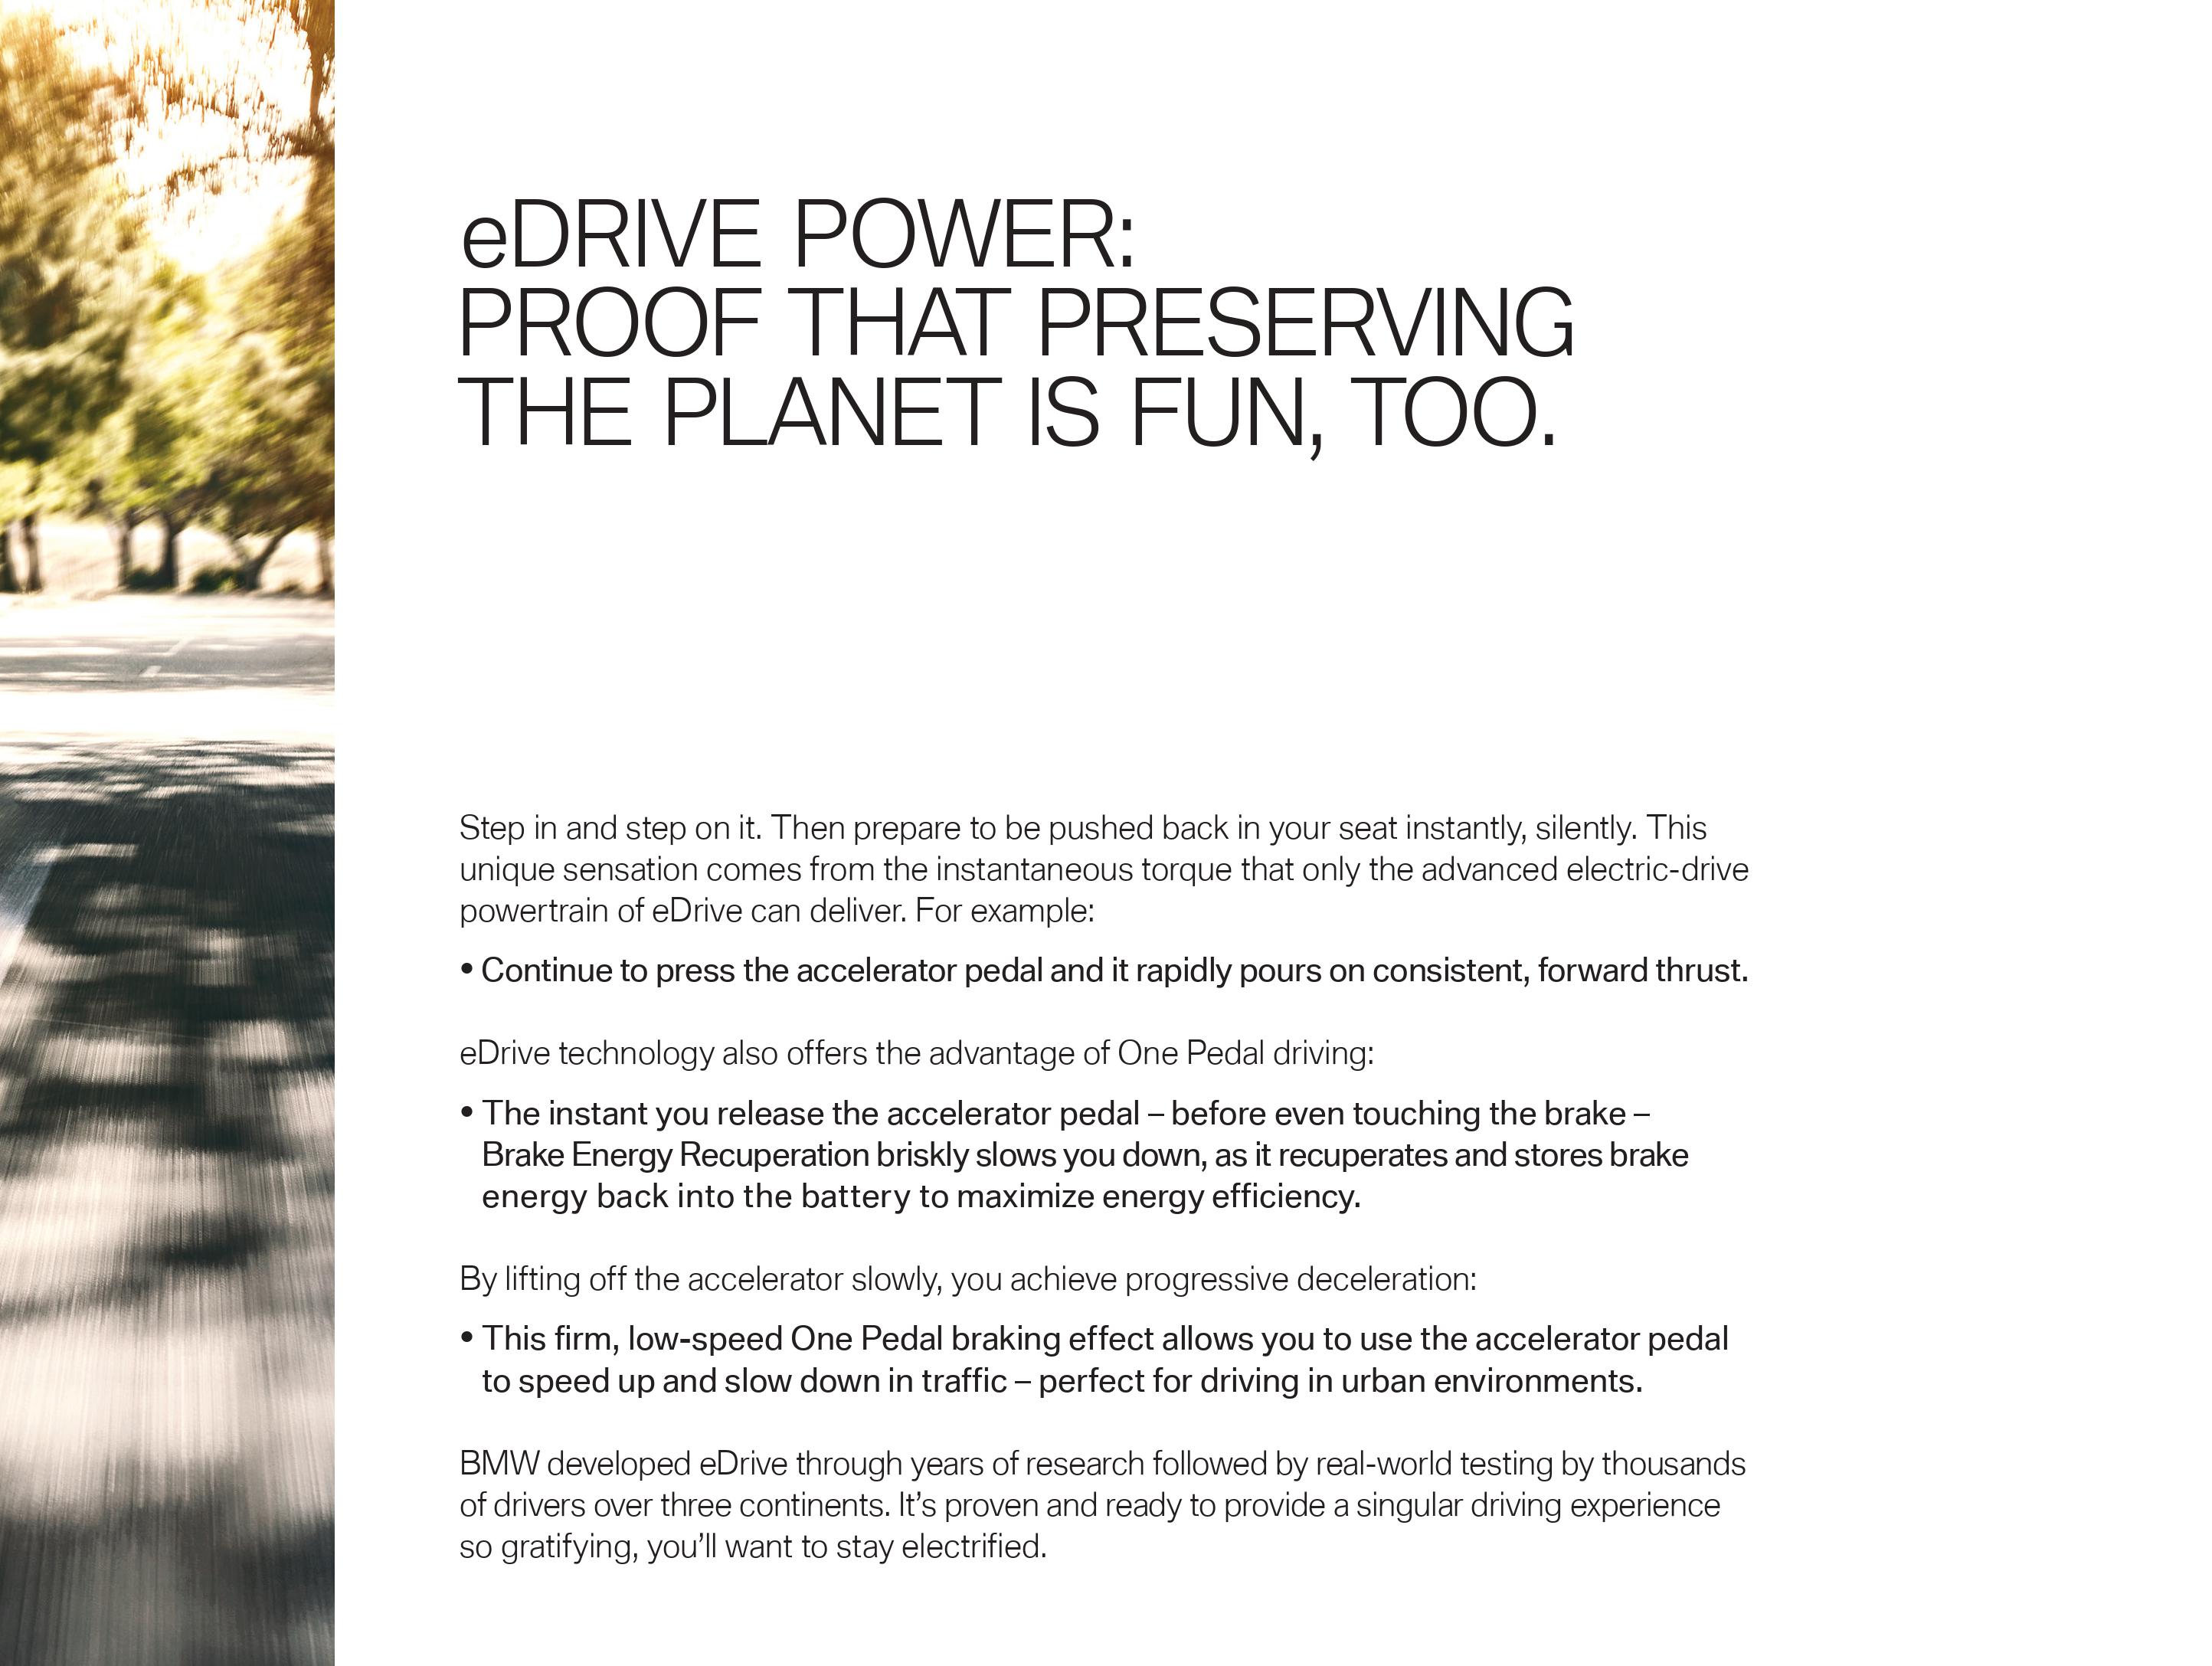 eDRIVE POWER:
PROOF THAT PRESERVING
THE PLANET IS FUN, TOO.
Step in and step on it. Then prepare to be pushed back in your seat instantly, silently. This
unique sensation comes from the instantaneous torque that only the advanced electric-drive
powertrain of eDrive can deliver. For example:
• Continue to press the accelerator pedal and it rapidly pours on consistent, forward thrust.
eDrive technology also offers the advantage of One Pedal driving:
• The instant you release the accelerator pedal – before even touching the brake –
Brake Energy Recuperation briskly slows you down, as it recuperates and stores brake
energy back into the battery to maximize energy efficiency.
By lifting off the accelerator slowly, you achieve progressive deceleration:
• This firm, low-speed One Pedal braking effect allows you to use the accelerator pedal
to speed up and slow down in traffic – perfect for driving in urban environments.
BMW developed eDrive through years of research followed by real-world testing by thousands
of drivers over three continents. It’s proven and ready to provide a singular driving experience
so gratifying, you’ll want to stay electrified.